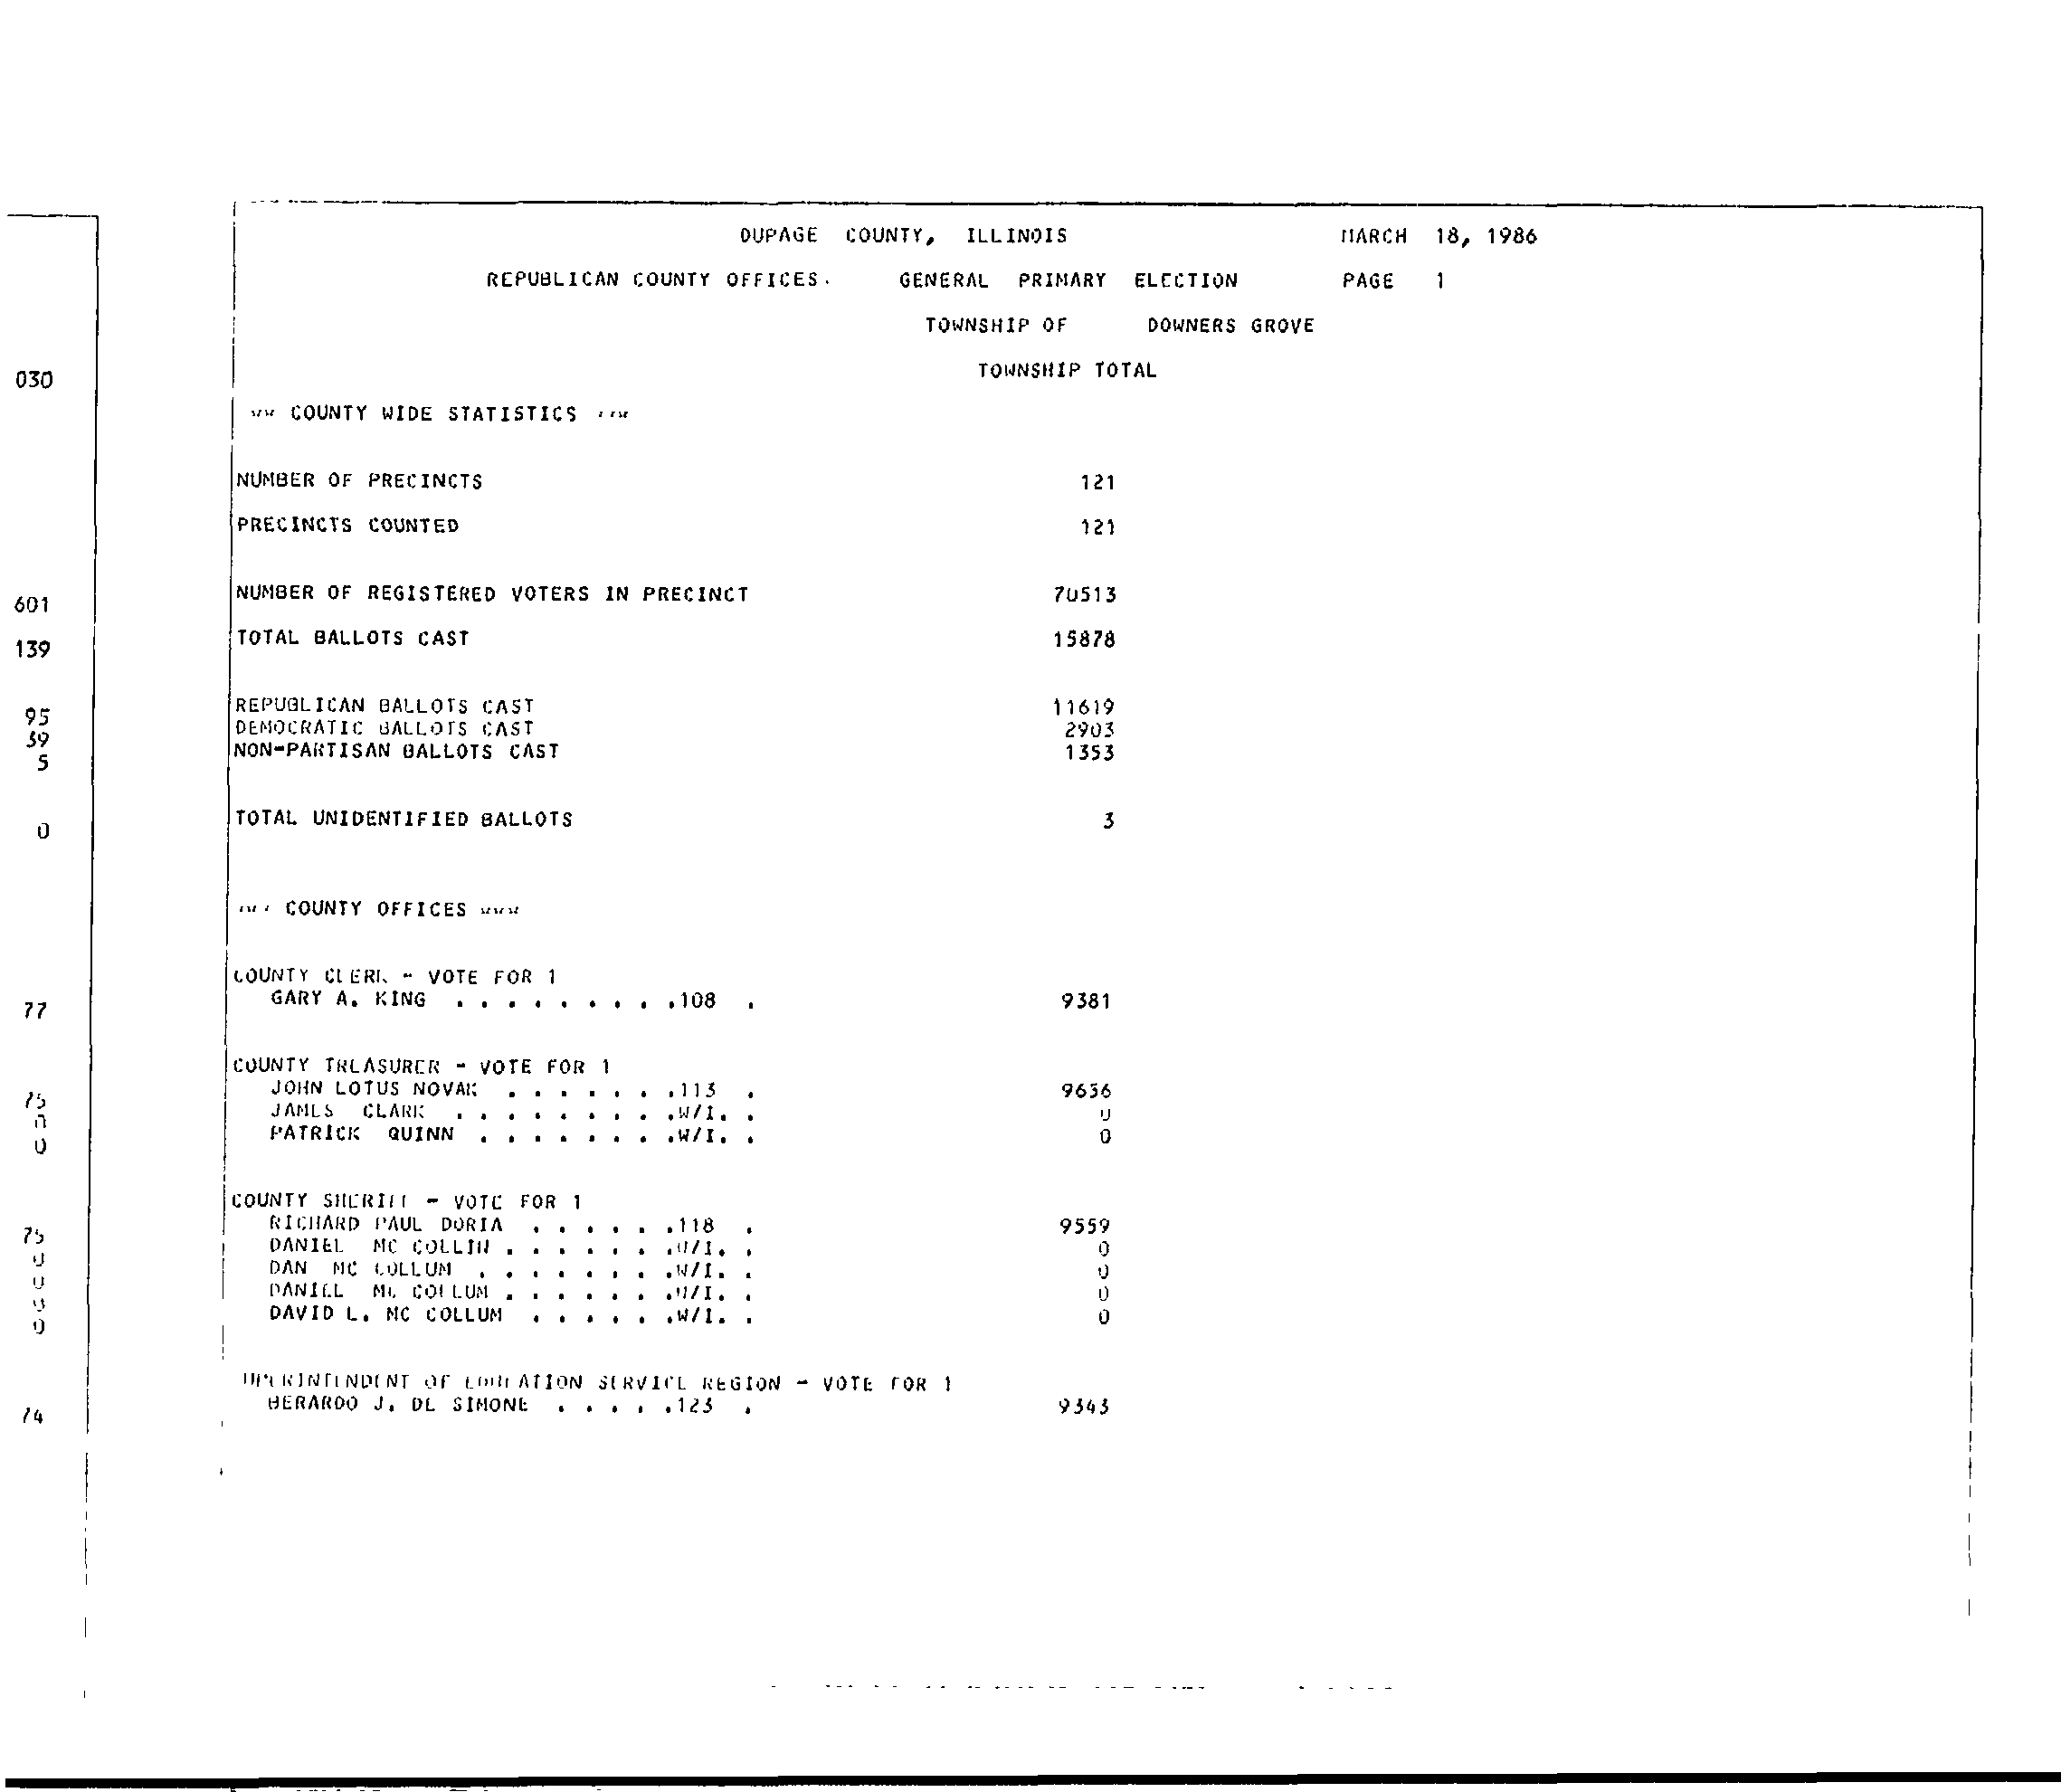 DUPAGE COUNTY, ILLINOIS MARCH 18, 1986
REPUBLICAN COUNTY OFFICES. GENERAL PRIMARY ELECTION PAGE 1
TOWNSHIP OF DOWNERS GROVE
TOWNSHIP TOTAL
030
COUNTY WIDE STATISTICS
NUMBER OF PRECINCTS 121
PRECINCTS COUNTED 121
601
NUMBER OF REGISTERED VOTERS IN PRECINCT 70513
139
TOTAL BALLOTS CAST 15878
95
REPUBLICAN BALLOTS CAST 11619
39
DEMOCRATIC BALLOTS CAST 2903
5
NON-PARTISAN BALLOTS CAST 1353
0
TOTAL UNIDENTIFIED BALLOTS 3
COUNTY OFFICES
COUNTY CLERK - VOTE FOR 1
77
GARY A. KING . . . . . . . . .108 . 9381
COUNTY TREASURER - VOTE FOR 1
75
JOHN LOTUS NOVAK . . . . . . .113 . 9636
0
JAMES CLARK . . . . . . . . .W/I. . 0
0
PATRICK QUINN . . . . . . . .W/I. . 0
COUNTY SHERIFF - VOTE FOR 1
75
RICHARD PAUL DORIA . . . . . .118 . 9559
0
DANIEL MC COLLIN . . . . . . .W/I. . 0
0
DAN MC COLLUM . . . . . . . .W/I. . 0
0
DANIEL MC COLLUM . . . . . . .W/I. . 0
0
DAVID L. MC COLLUM . . . . . .W/I. . 0
SUPERINTENDENT OF EDUCATION SERVICE REGION - VOTE FOR 1
74
BERARDO J. DE SIMONE . . . . .123 . 9343